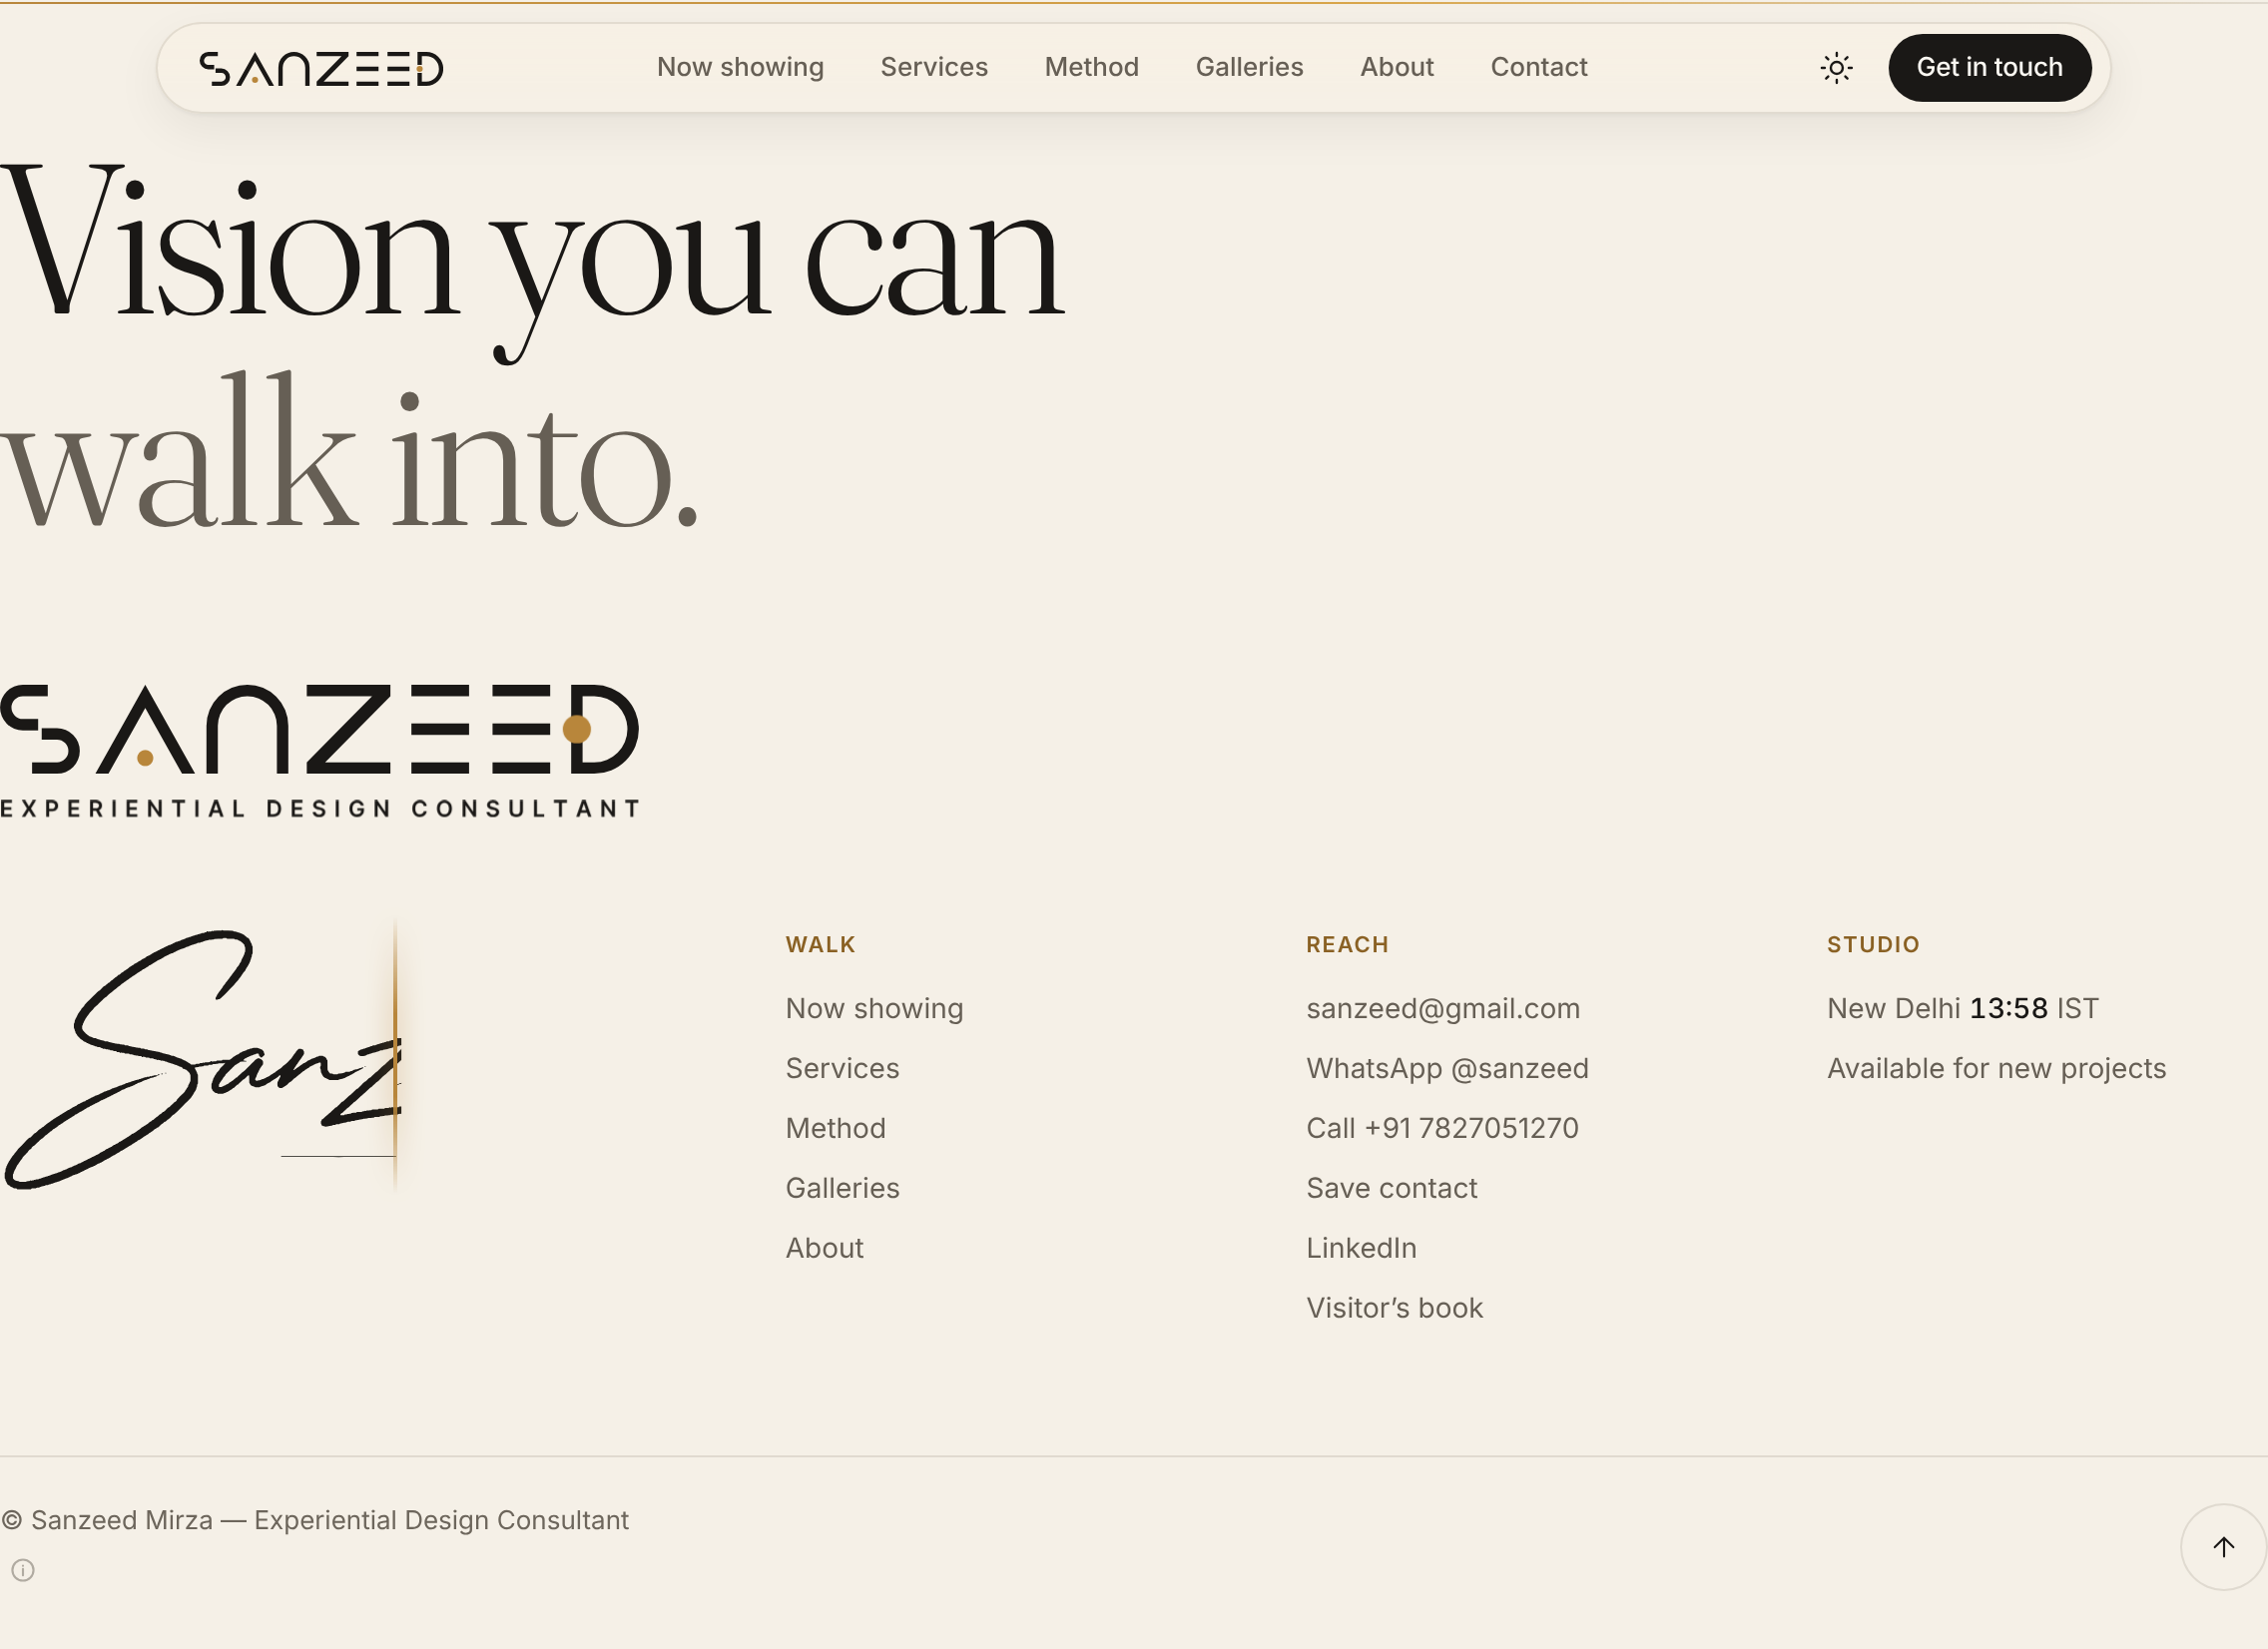 SANZEED
Now showing Services Method Galleries About Contact
Get in touch
Vision you can
walk into.
SANZEED
EXPERIENTIAL DESIGN CONSULTANT
Sanz
WALK
Now showing
Services
Method
Galleries
About
REACH
sanzeed@gmail.com
WhatsApp @sanzeed
Call +91 7827051270
Save contact
LinkedIn
Visitor’s book
STUDIO
New Delhi 13:58 IST
Available for new projects
© Sanzeed Mirza — Experiential Design Consultant